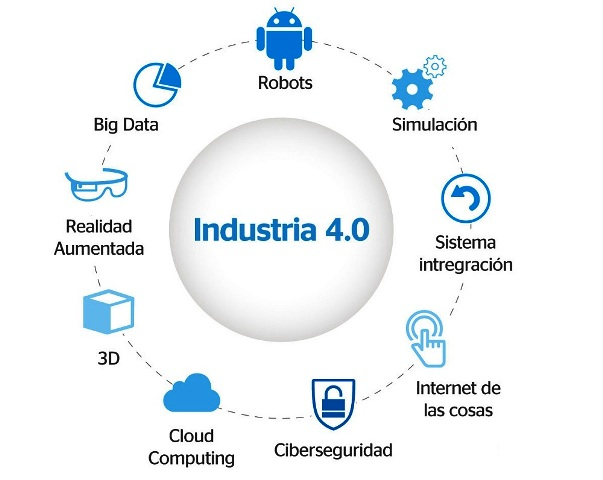 Robots
Simulación
Sistema
intregración
Internet de
las cosas
Ciberseguridad
Cloud
Computing
3D
Realidad
Aumentada
Big Data
Industria 4.0